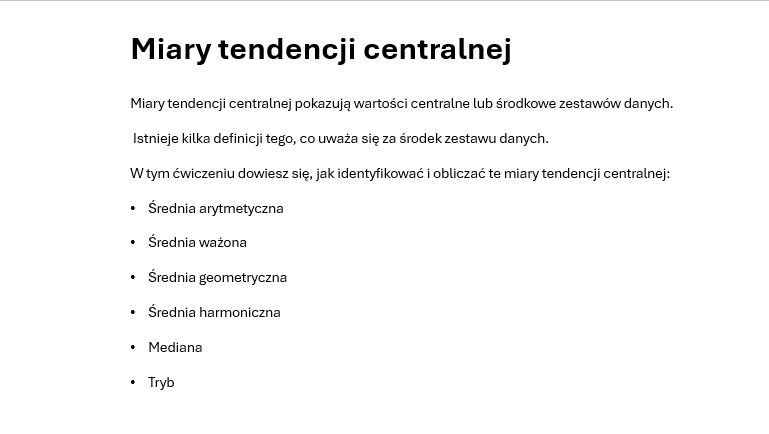 Miary tendencji centralnej
Miary tendencji centralnej pokazują wartości centralne lub środkowe zestawów danych.
Istnieje kilka definicji tego, co uważa się za środek zestawu danych.
W tym ćwiczeniu dowiesz się, jak identyfikować i obliczać te miary tendencji centralnej:
• Średnia arytmetyczna
• Średnia ważona
• Średnia geometryczna
• Średnia harmoniczna
• Mediana
• Tryb